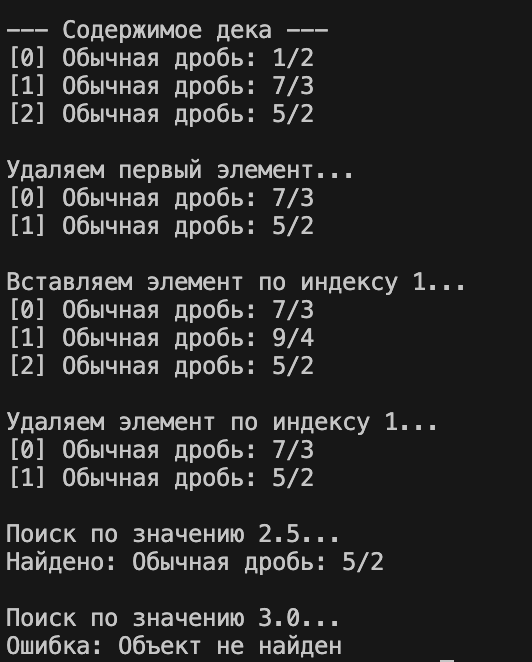 --- Содержимое дека ---
[0] Обычная дробь: 1/2
[1] Обычная дробь: 7/3
[2] Обычная дробь: 5/2
Удаляем первый элемент...
[0] Обычная дробь: 7/3
[1] Обычная дробь: 5/2
Вставляем элемент по индексу 1...
[0] Обычная дробь: 7/3
[1] Обычная дробь: 9/4
[2] Обычная дробь: 5/2
Удаляем элемент по индексу 1...
[0] Обычная дробь: 7/3
[1] Обычная дробь: 5/2
Поиск по значению 2.5...
Найдено: Обычная дробь: 5/2
Поиск по значению 3.0...
Ошибка: Объект не найден